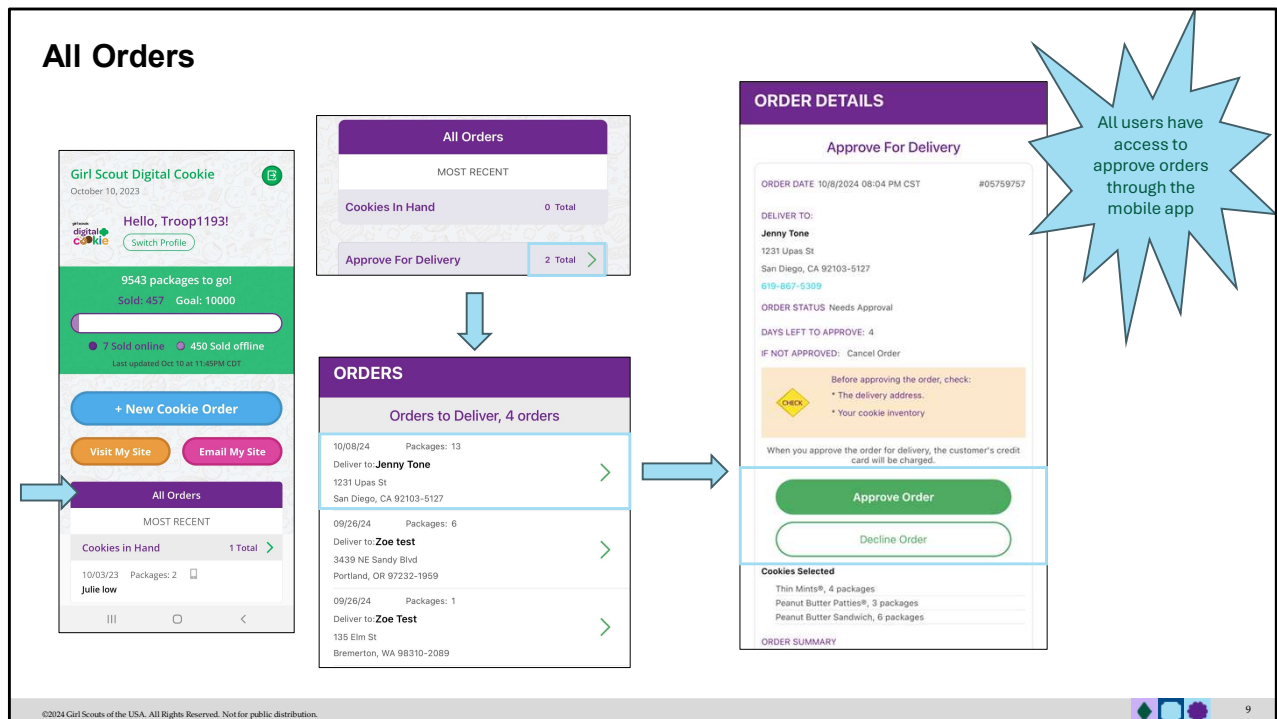 All Orders
Girl Scout Digital Cookie
October 10, 2023
girl scouts
digital
cookie
Hello, Troop1193!
Switch Profile
9543 packages to go!
Sold: 457 Goal: 10000
7 Sold online 450 Sold offline
Last updated Oct 10 at 11:45PM CDT
+ New Cookie Order
Visit My Site Email My Site
All Orders
MOST RECENT
Cookies in Hand 1 Total
10/03/23 Packages: 2
Julie low
All Orders
MOST RECENT
Cookies In Hand 0 Total
Approve For Delivery 2 Total
ORDERS
Orders to Deliver, 4 orders
10/08/24 Packages: 13
Deliver to:Jenny Tone
1231 Upas St
San Diego, CA 92103-5127
09/26/24 Packages: 6
Deliver to:Zoe test
3439 NE Sandy Blvd
Portland, OR 97232-1959
09/26/24 Packages: 1
Deliver to:Zoe Test
135 Elm St
Bremerton, WA 98310-2089
ORDER DETAILS
Approve For Delivery
ORDER DATE 10/8/2024 08:04 PM CST #05759757
DELIVER TO:
Jenny Tone
1231 Upas St
San Diego, CA 92103-5127
619-867-5309
ORDER STATUS Needs Approval
DAYS LEFT TO APPROVE: 4
IF NOT APPROVED: Cancel Order
CHECK
Before approving the order, check:
* The delivery address.
* Your cookie inventory
When you approve the order for delivery, the customer's credit
card will be charged.
Approve Order
Decline Order
Cookies Selected
Thin Mints®, 4 packages
Peanut Butter Patties®, 3 packages
Peanut Butter Sandwich, 6 packages
ORDER SUMMARY
All users have
access to
approve orders
through the
mobile app
©2024 Girl Scouts of the USA. All Rights Reserved. Not for public distribution.
9